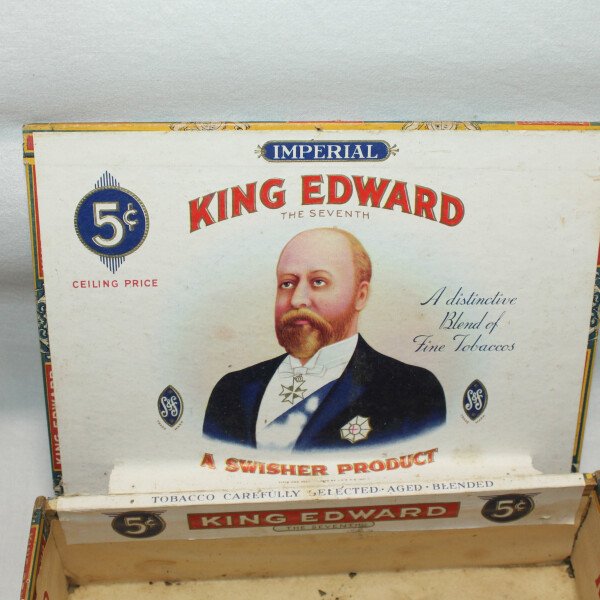 IMPERIAL
KING EDWARD
THE SEVENTH
5¢
CEILING PRICE
A distinctive
Blend of
Fine Tobaccos
S&F
S&F
A SWISHER PRODUCT
TOBACCO CAREFULLY SELECTED · AGED · BLENDED
5¢
KING EDWARD
5¢
THE SEVENTH
KING EDWARD